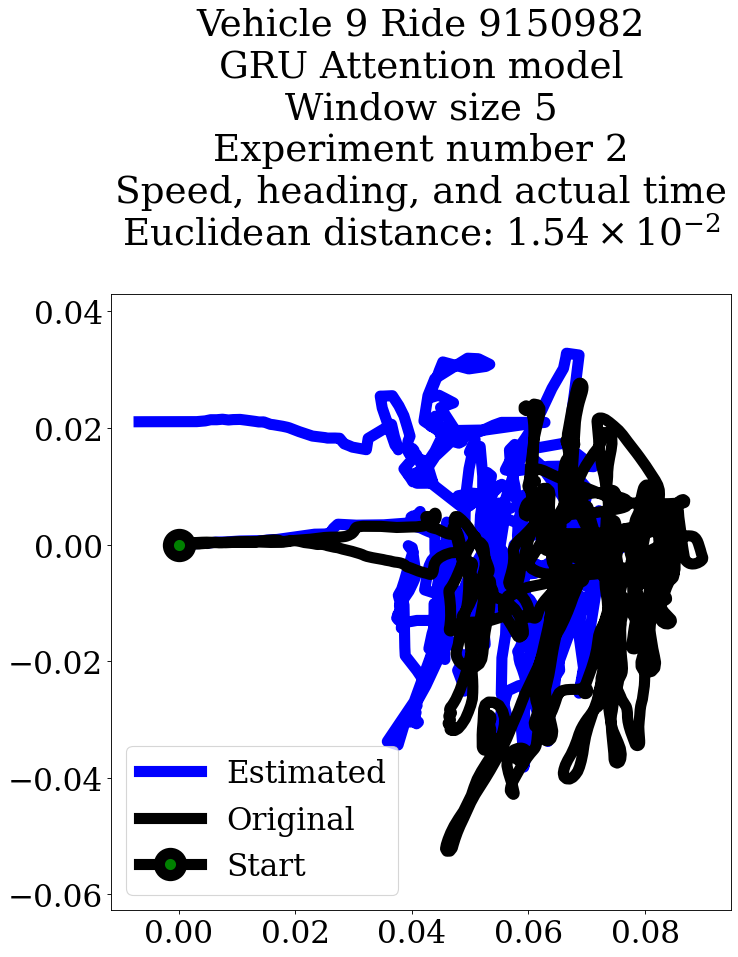 Vehicle 9 Ride 9150982
GRU Attention model
Window size 5
Experiment number 2
Speed, heading, and actual time
Euclidean distance: 1.54 × 10⁻²
0.04
0.02
0.00
−0.02
−0.04
−0.06
Estimated
Original
Start
0.00 0.02 0.04 0.06 0.08